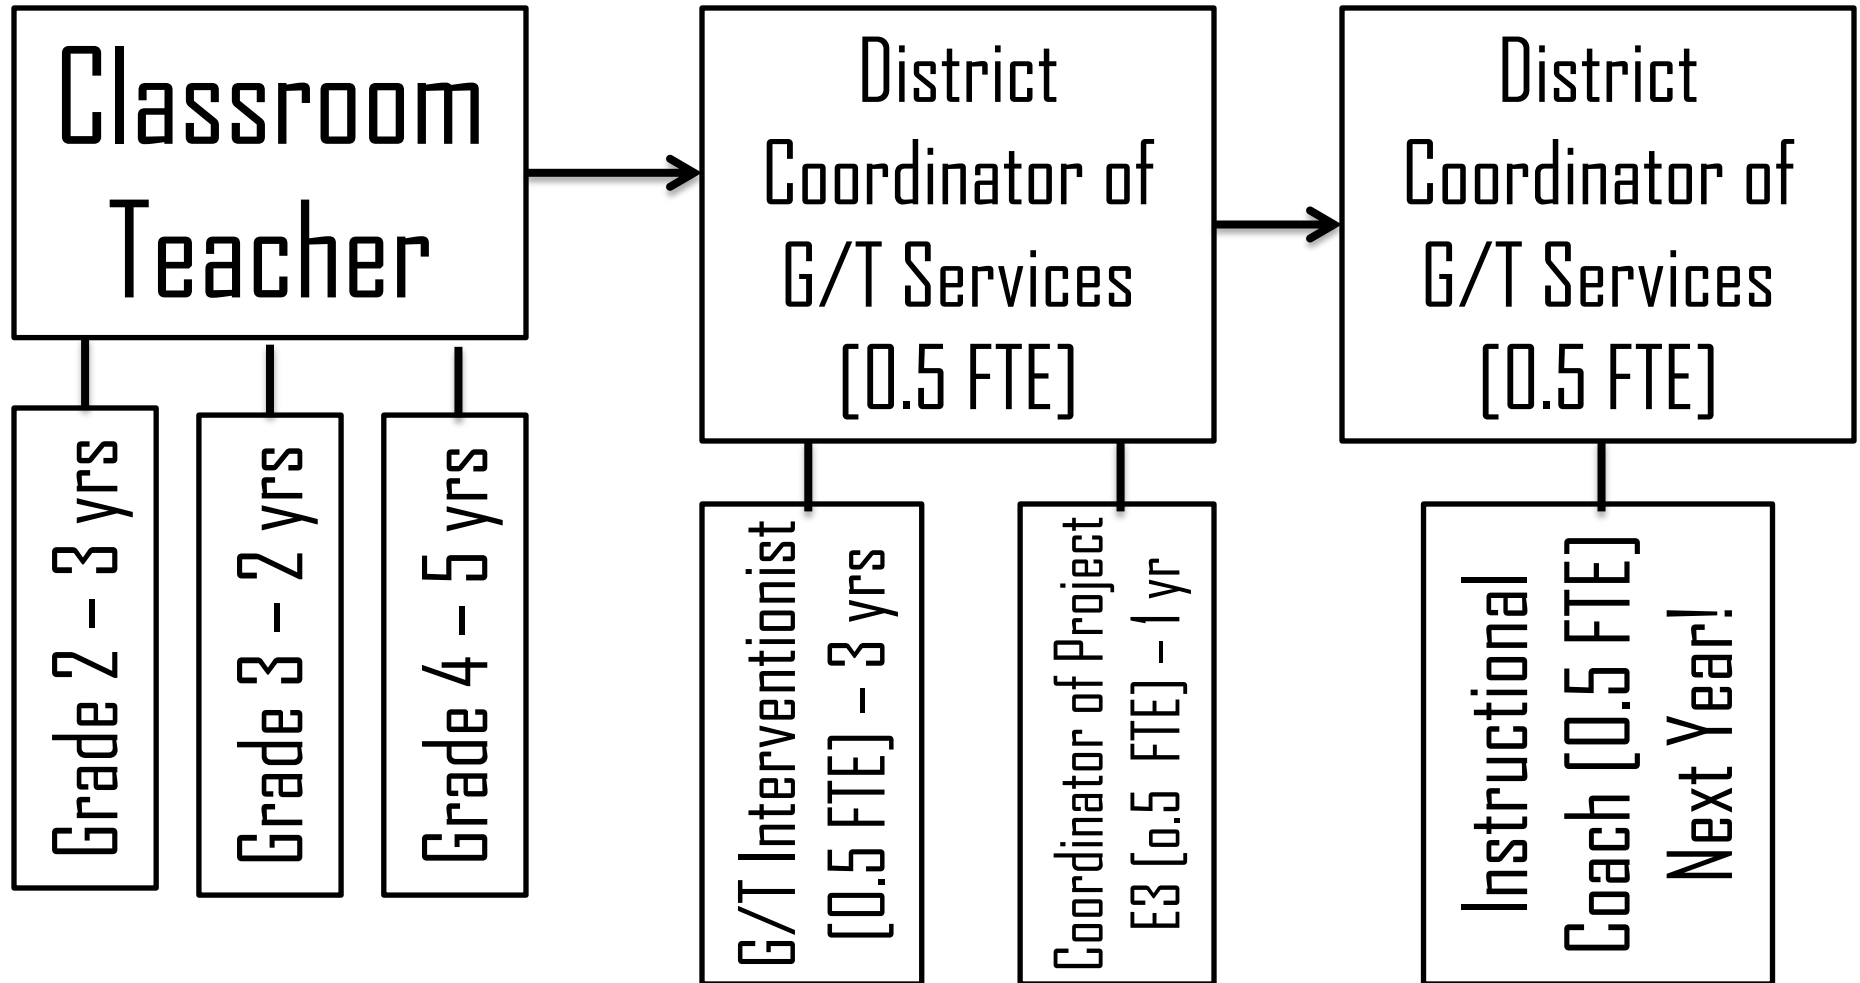 Classroom
Teacher
District
Coordinator of
G/T Services
(0.5 FTE)
District
Coordinator of
G/T Services
(0.5 FTE)
Grade 2 – 3 yrs
Grade 3 – 2 yrs
Grade 4 – 5 yrs
G/T Interventionist
(0.5 FTE) – 3 yrs
Coordinator of Project
E3 (o.5 FTE) – 1 yr
Instructional
Coach (0.5 FTE)
Next Year!